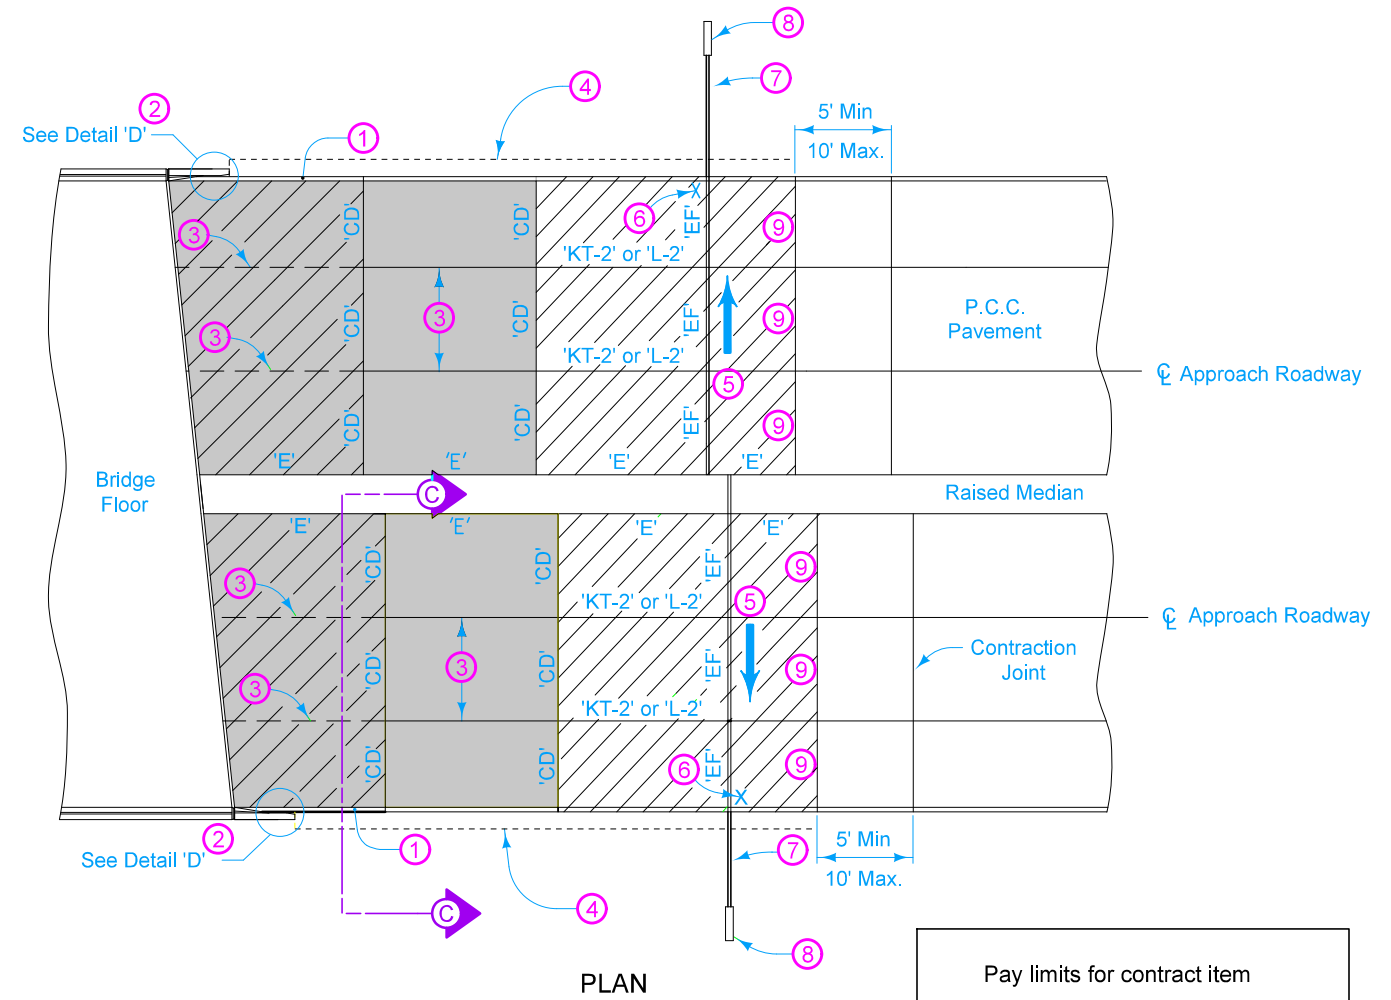 8
7
4
5' Min
10' Max.
2
See Detail 'D'
1
6
'CD'
'CD'
'EF'
9
3
'KT-2' or 'L-2'
3
3
'CD'
'CD'
'EF'
9
P.C.C.
Pavement
'KT-2' or 'L-2'
5
℄ Approach Roadway
'CD'
'CD'
'EF'
9
'E'
'E'
'E'
'E'
Bridge
Floor
C
Raised Median
'E'
'E'
'E'
'E'
'CD'
'CD'
'EF'
9
3
'KT-2' or 'L-2'
5
℄ Approach Roadway
3
3
'CD'
'CD'
'EF'
9
Contraction
Joint
'KT-2' or 'L-2'
'CD'
'CD'
6
'EF'
9
2
See Detail 'D'
1
7
5' Min
10' Max.
C
4
8
PLAN
Pay limits for contract item